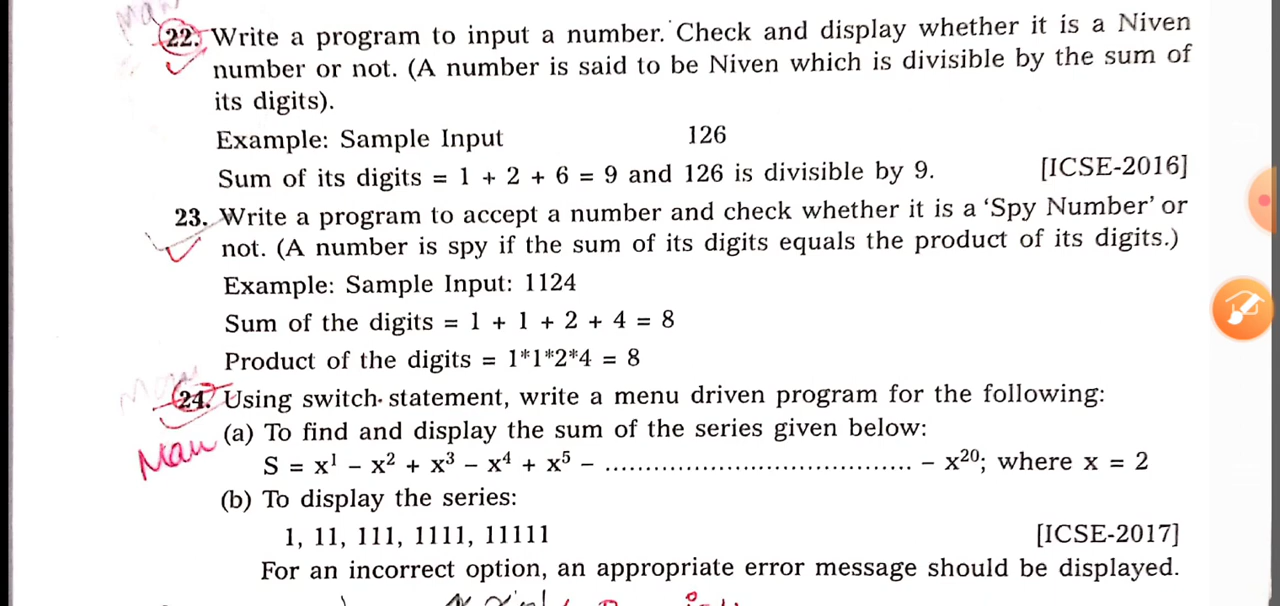 Man
22. Write a program to input a number. Check and display whether it is a Niven
number or not. (A number is said to be Niven which is divisible by the sum of
its digits).
Example: Sample Input 126
Sum of its digits = 1 + 2 + 6 = 9 and 126 is divisible by 9. [ICSE-2016]
23. Write a program to accept a number and check whether it is a ‘Spy Number’ or
not. (A number is spy if the sum of its digits equals the product of its digits.)
Example: Sample Input: 1124
Sum of the digits = 1 + 1 + 2 + 4 = 8
Product of the digits = 1*1*2*4 = 8
24. Using switch statement, write a menu driven program for the following:
Man
(a) To find and display the sum of the series given below:
S = x¹ – x² + x³ – x⁴ + x⁵ – ..................................... – x²⁰; where x = 2
(b) To display the series:
1, 11, 111, 1111, 11111 [ICSE-2017]
For an incorrect option, an appropriate error message should be displayed.